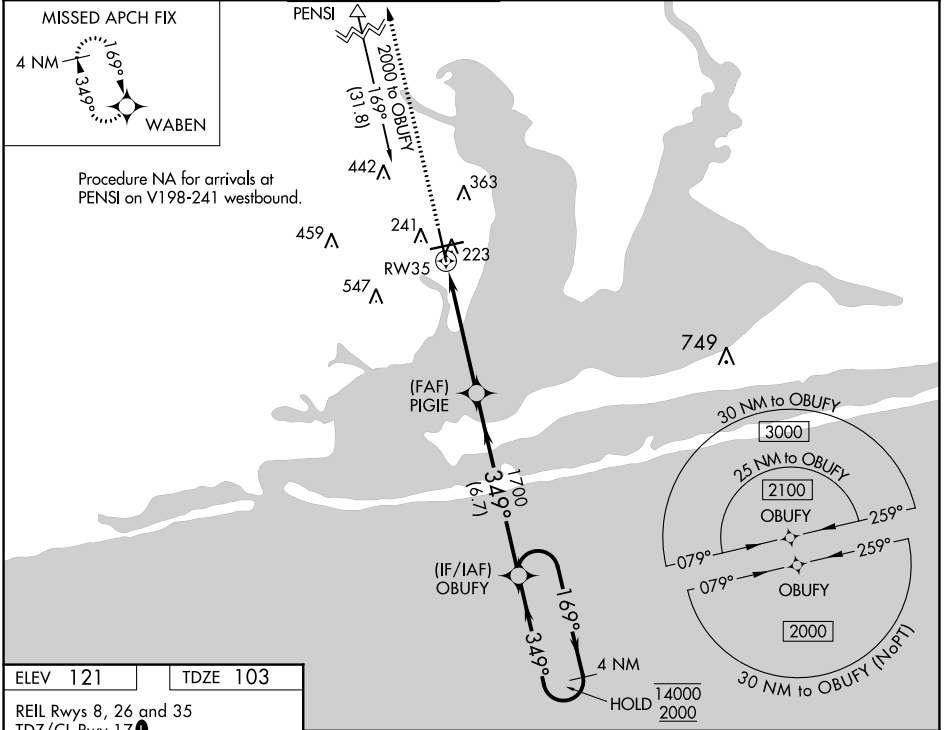 MISSED APCH FIX
4 NM
169°
349°
WABEN
PENSI
2000 to OBUFY
169°
(31.8)
Procedure NA for arrivals at
PENSI on V198-241 westbound.
442
363
459
241
223
RW35
547
749
(FAF)
PIGIE
1700
349°
(6.7)
(IF/IAF)
OBUFY
169°
349°
4 NM
HOLD
14000
2000
30 NM to OBUFY
3000
25 NM to OBUFY
2100
OBUFY
259°
079°
259°
079°
OBUFY
2000
30 NM to OBUFY (NoPT)
ELEV 121
TDZE 103
REIL Rwys 8, 26 and 35
TDZ/CL Rwy 17